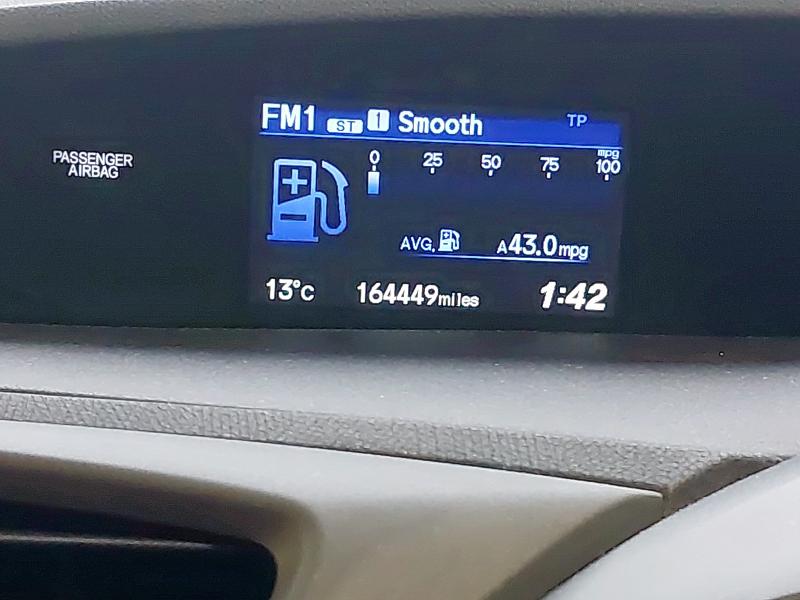 FM1 ST 1 Smooth TP
PASSENGER
AIRBAG
0 25 50 75 100 mpg
AVG. A43.0mpg
13°C 164449miles 1:42